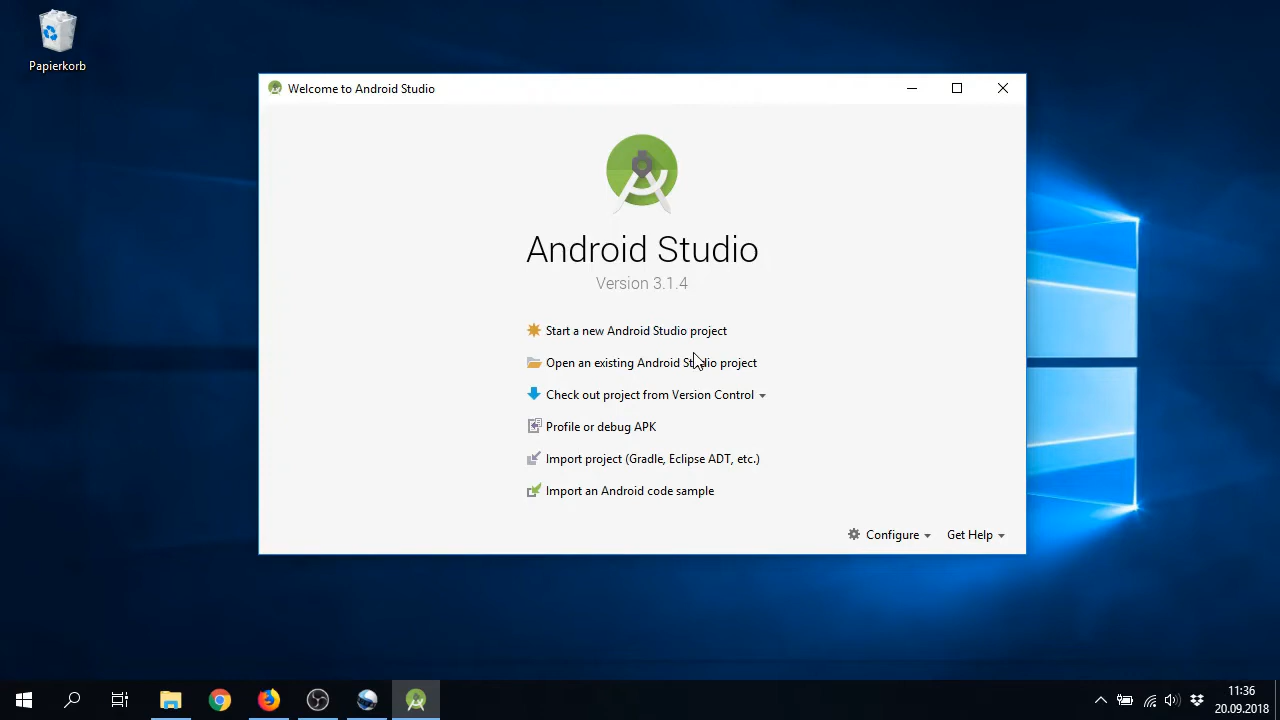 Papierkorb
Welcome to Android Studio
Android Studio
Version 3.1.4
Start a new Android Studio project
Open an existing Android Studio project
Check out project from Version Control
Profile or debug APK
Import project (Gradle, Eclipse ADT, etc.)
Import an Android code sample
Configure
Get Help
11:36
20.09.2018